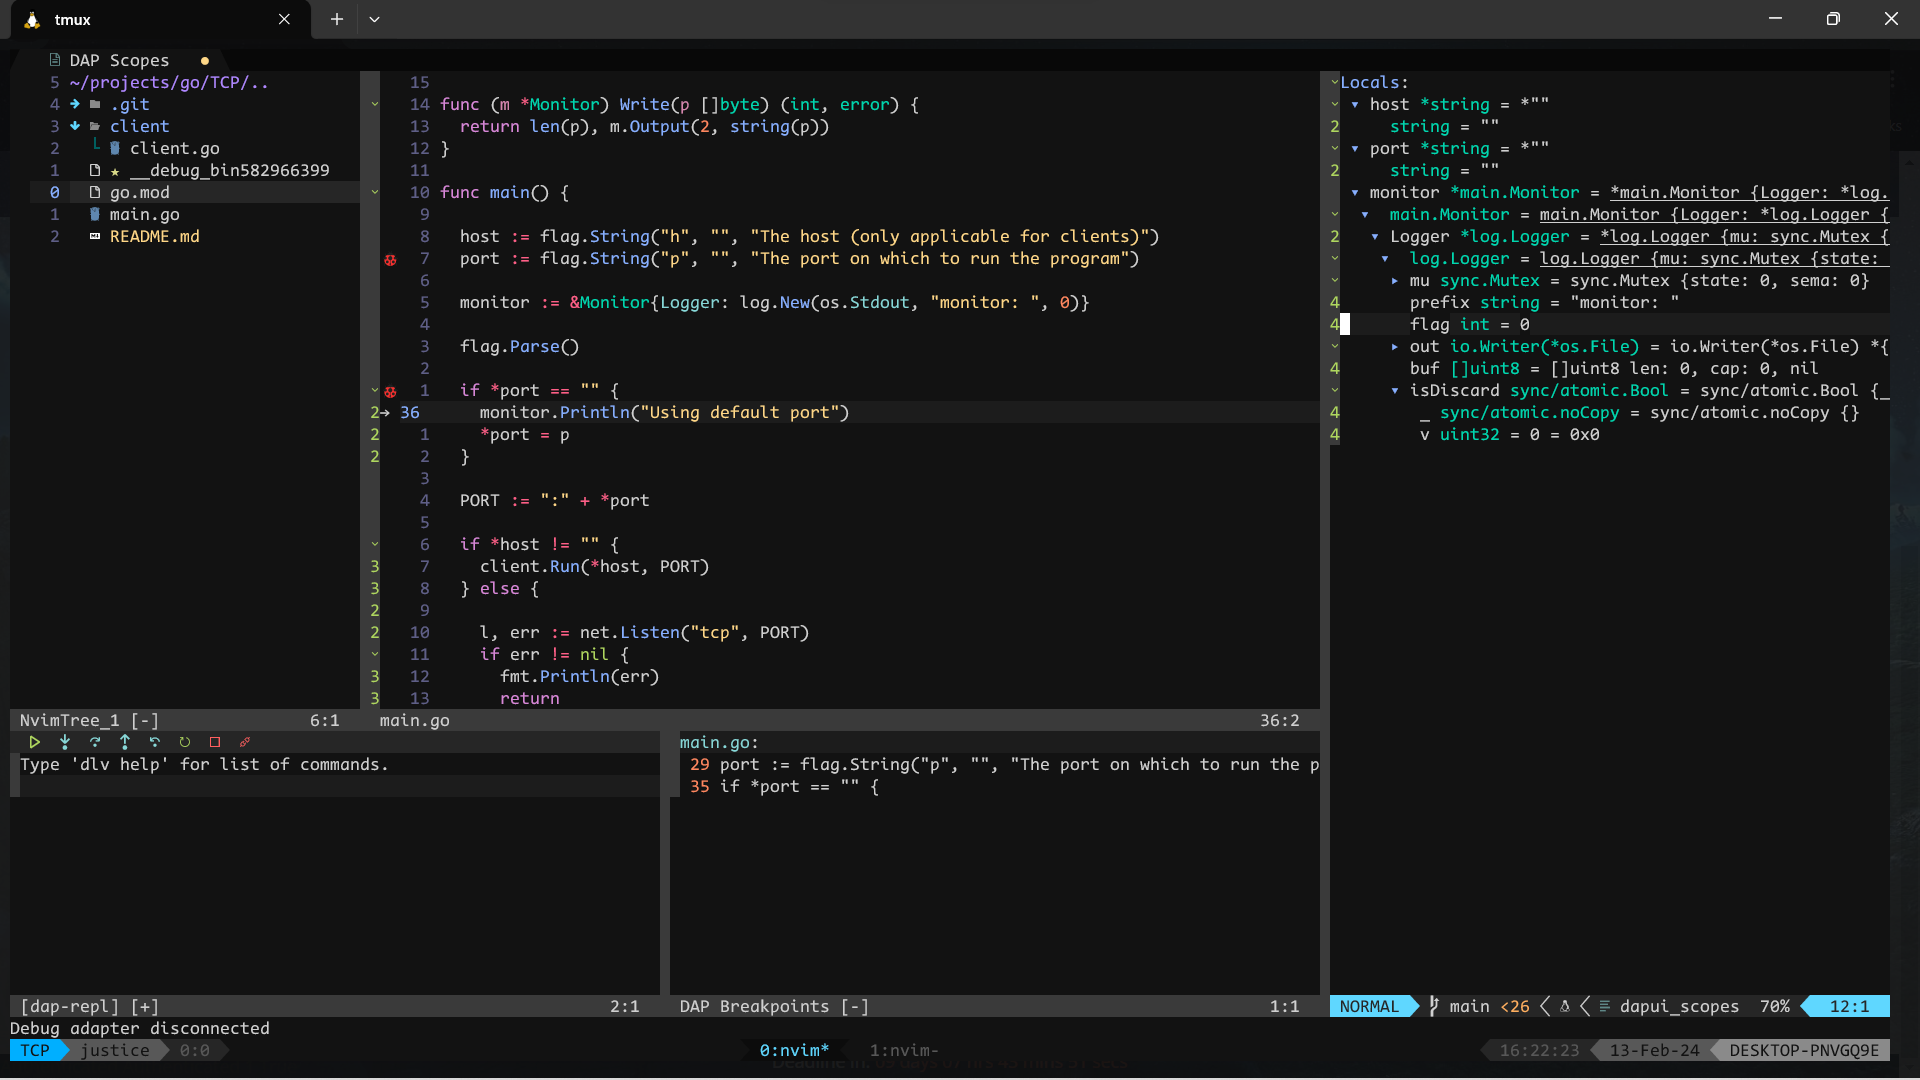 tmux
DAP Scopes
5 ~/projects/go/TCP/..
4 .git
3 client
2 client.go
1 __debug_bin582966399
0 go.mod
1 main.go
2 README.md
15
14 func (m *Monitor) Write(p []byte) (int, error) {
13 return len(p), m.Output(2, string(p))
12 }
11
10 func main() {
9
8 host := flag.String("h", "", "The host (only applicable for clients)")
7 port := flag.String("p", "", "The port on which to run the program")
6
5 monitor := &Monitor{Logger: log.New(os.Stdout, "monitor: ", 0)}
4
3 flag.Parse()
2
1 if *port == "" {
2→ 36 monitor.Println("Using default port")
2 1 *port = p
2 2 }
3
4 PORT := ":" + *port
5
6 if *host != "" {
3 7 client.Run(*host, PORT)
3 8 } else {
2 9
2 10 l, err := net.Listen("tcp", PORT)
11 if err != nil {
3 12 fmt.Println(err)
3 13 return
Locals:
host *string = *""
2 string = ""
port *string = *""
2 string = ""
monitor *main.Monitor = *main.Monitor {Logger: *log.
main.Monitor = main.Monitor {Logger: *log.Logger {
2 Logger *log.Logger = *log.Logger {mu: sync.Mutex {
log.Logger = log.Logger {mu: sync.Mutex {state:
mu sync.Mutex = sync.Mutex {state: 0, sema: 0}
4 prefix string = "monitor: "
4 flag int = 0
out io.Writer(*os.File) = io.Writer(*os.File) *{
4 buf []uint8 = []uint8 len: 0, cap: 0, nil
isDiscard sync/atomic.Bool = sync/atomic.Bool {_
4 _ sync/atomic.noCopy = sync/atomic.noCopy {}
4 v uint32 = 0 = 0x0
NvimTree_1 [-] 6:1
main.go 36:2
Type 'dlv help' for list of commands.
main.go:
29 port := flag.String("p", "", "The port on which to run the p
35 if *port == "" {
[dap-repl] [+] 2:1
DAP Breakpoints [-] 1:1
NORMAL main <26 dapui_scopes 70% 12:1
Debug adapter disconnected
TCP justice 0:0 0:nvim* 1:nvim- 16:22:23 13-Feb-24 DESKTOP-PNVGQ9E